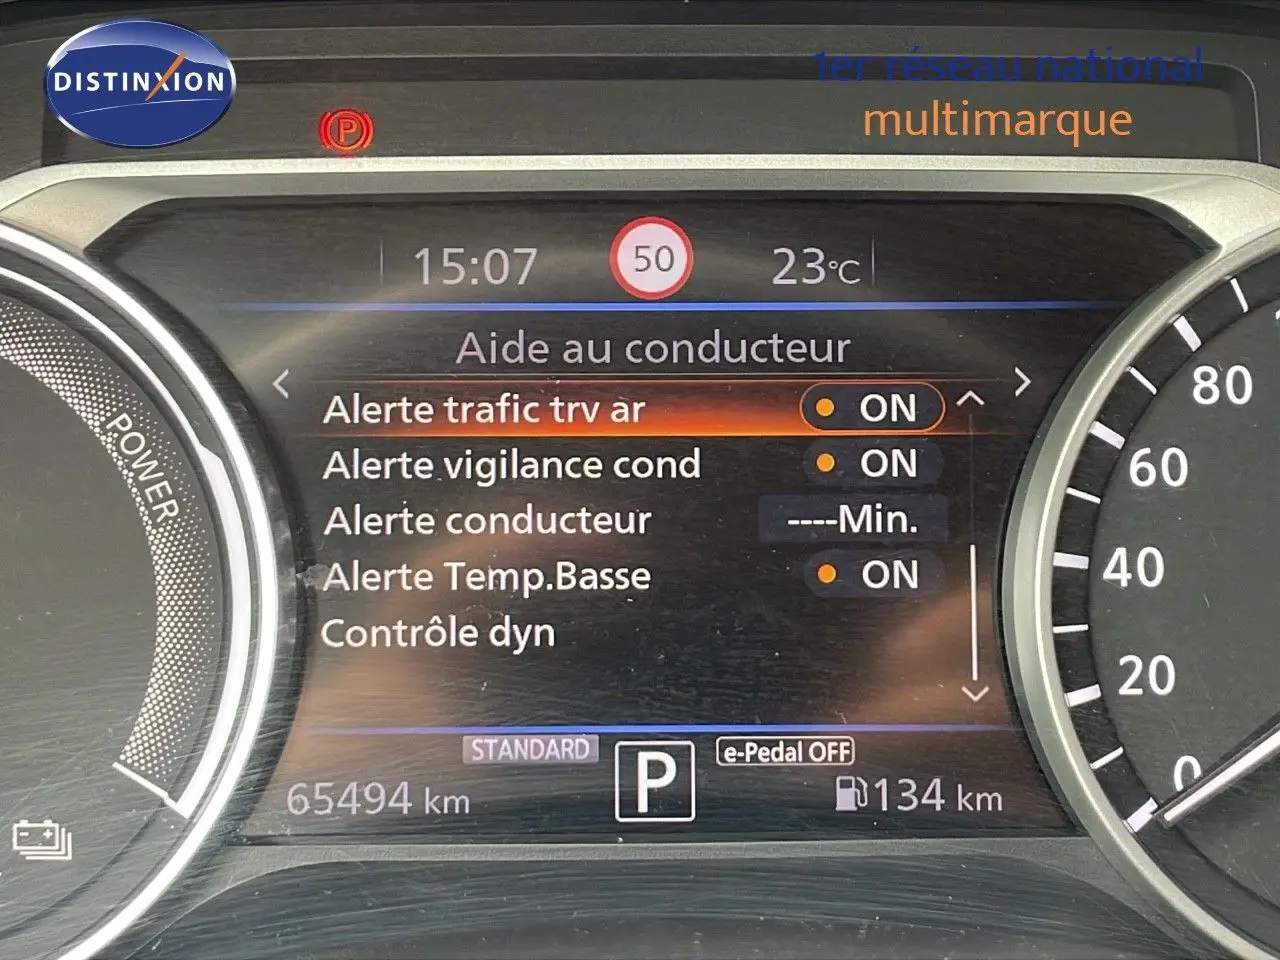 DISTINXION
1er réseau national
multimarque
P
15:07 50 23°C
Aide au conducteur
Alerte trafic trv ar ON
Alerte vigilance cond ON
Alerte conducteur ----Min.
Alerte Temp.Basse ON
Contrôle dyn
STANDARD P e-Pedal OFF
65494 km 134 km
POWER
80
60
40
20
0